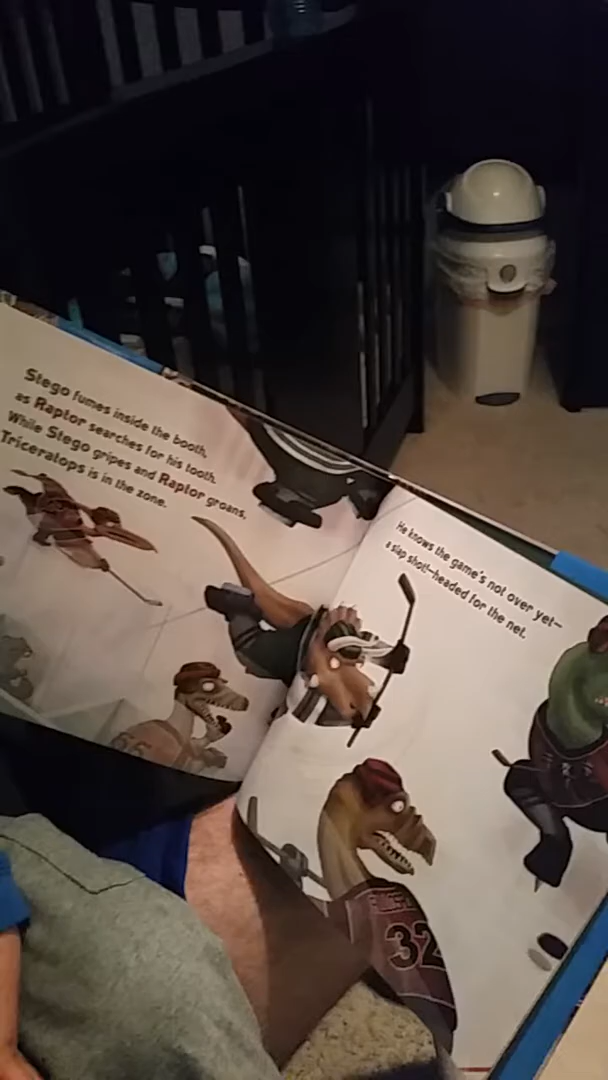 Stego fumes inside the booth,
as Raptor searches for his tooth.
While Stego gripes and Raptor groans,
Triceratops is in the zone.
He knows the game's not over yet—
a slap shot!—headed for the net.
32